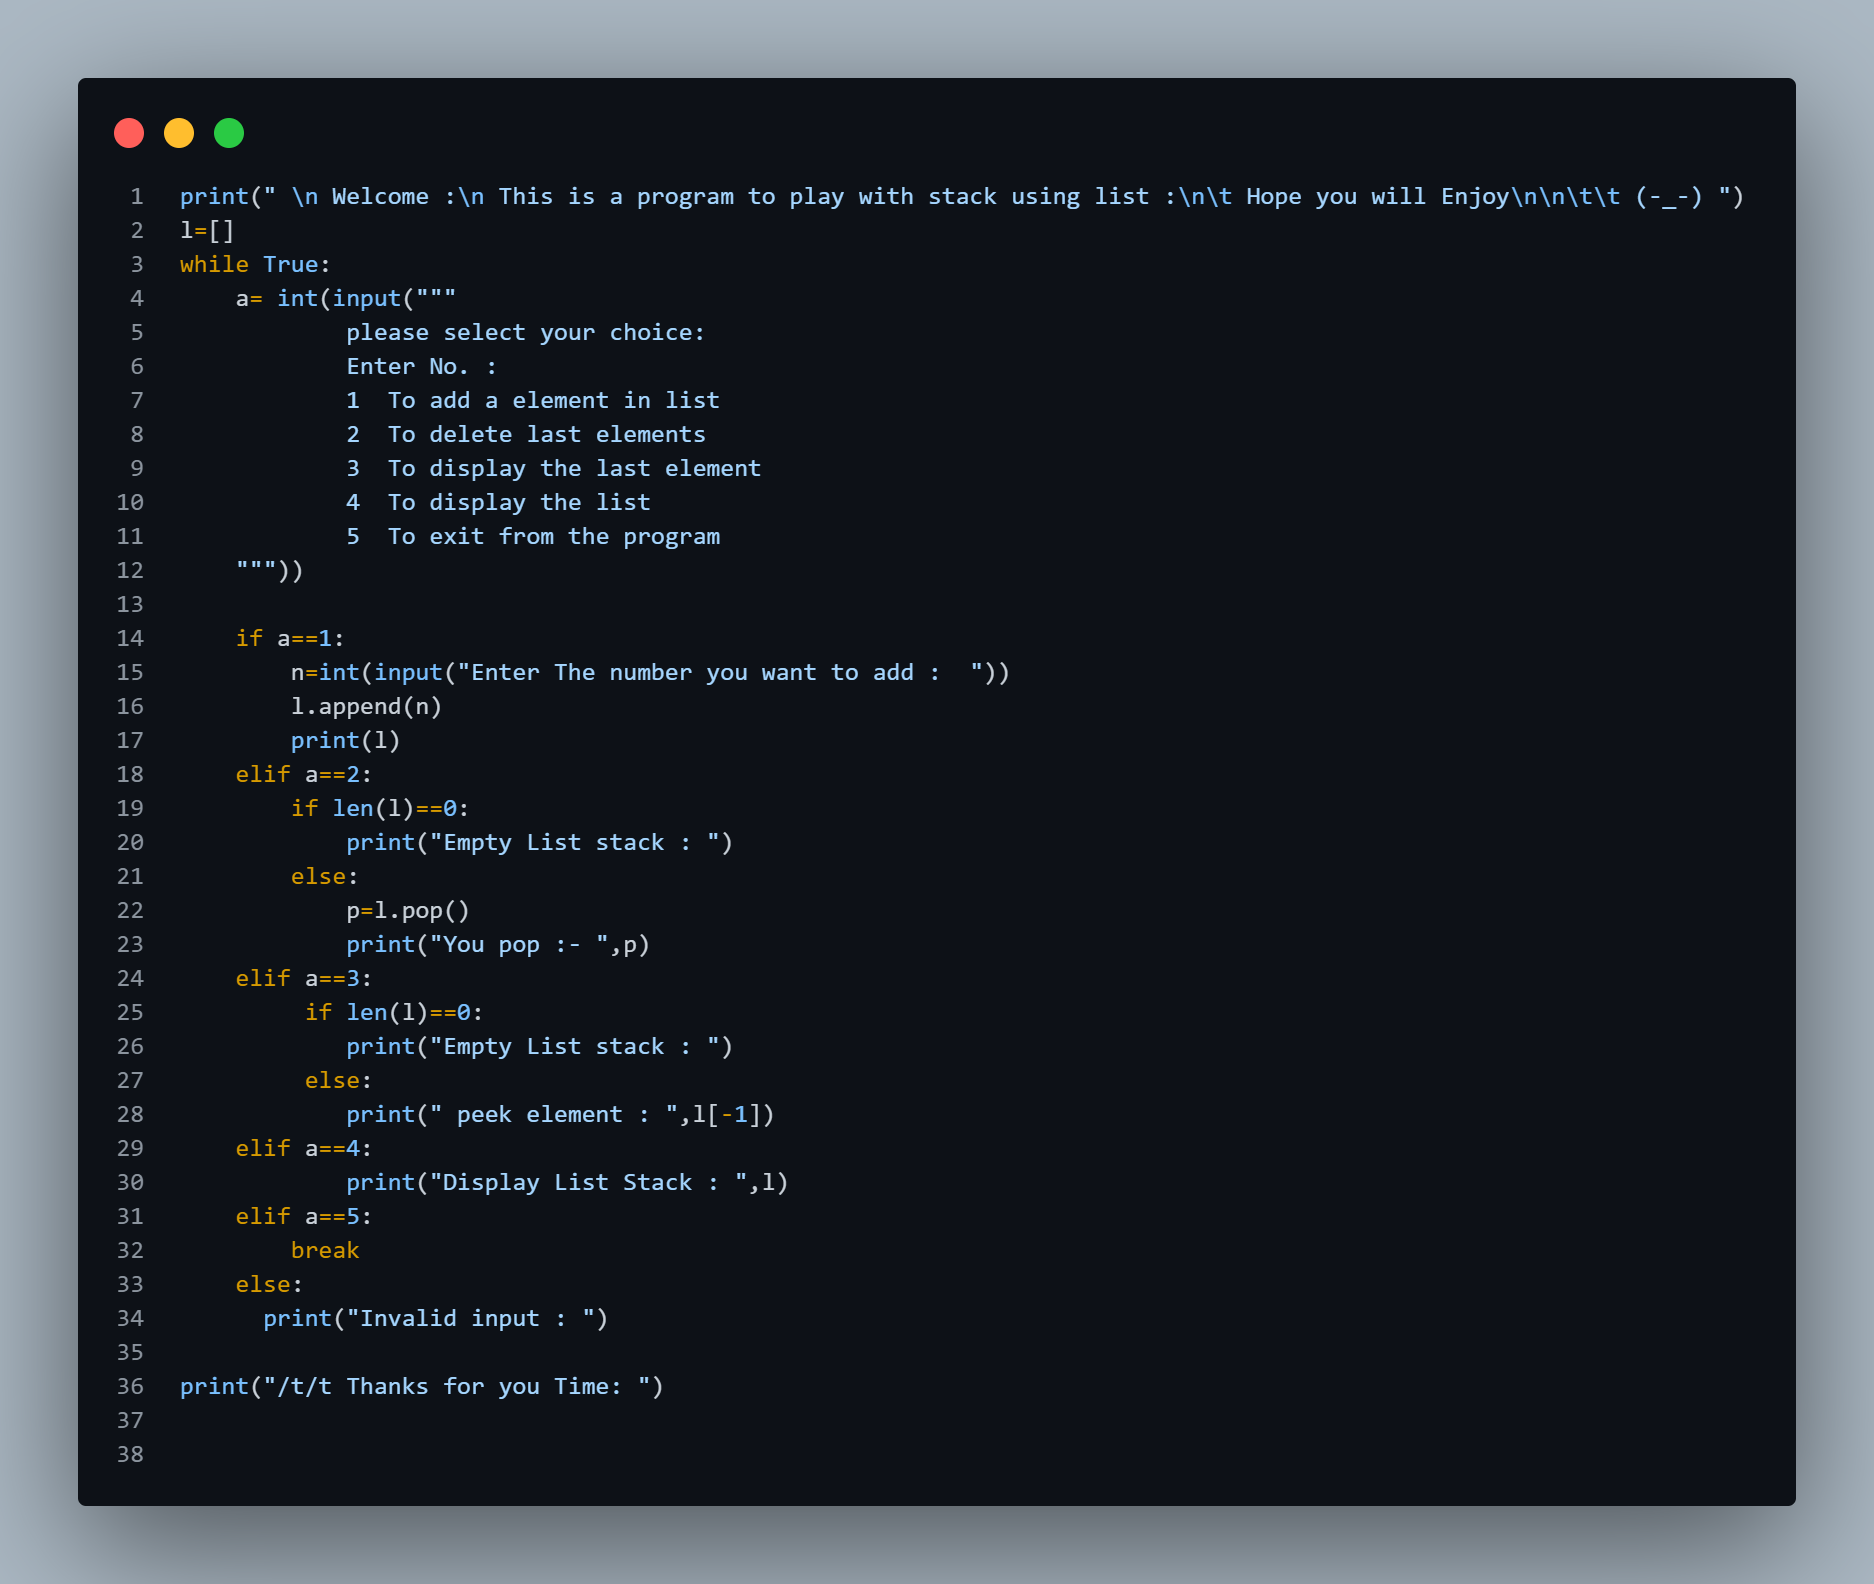 1 print(" \n Welcome :\n This is a program to play with stack using list :\n\t Hope you will Enjoy\n\n\t\t (-_-) ")
2 l=[]
3 while True:
4     a= int(input("""
5             please select your choice:
6             Enter No. :
7             1  To add a element in list
8             2  To delete last elements
9             3  To display the last element
10             4  To display the list
11             5  To exit from the program
12     """))
13
14     if a==1:
15         n=int(input("Enter The number you want to add :  "))
16         l.append(n)
17         print(l)
18     elif a==2:
19         if len(l)==0:
20             print("Empty List stack : ")
21         else:
22             p=l.pop()
23             print("You pop :- ",p)
24     elif a==3:
25          if len(l)==0:
26             print("Empty List stack : ")
27          else:
28             print(" peek element : ",l[-1])
29     elif a==4:
30             print("Display List Stack : ",l)
31     elif a==5:
32         break
33     else:
34       print("Invalid input : ")
35
36 print("/t/t Thanks for you Time: ")
37
38